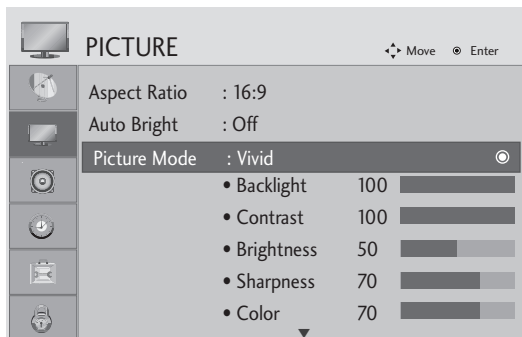 PICTURE Move Enter
Aspect Ratio : 16:9
Auto Bright : Off
Picture Mode : Vivid
• Backlight 100
• Contrast 100
• Brightness 50
• Sharpness 70
• Color 70